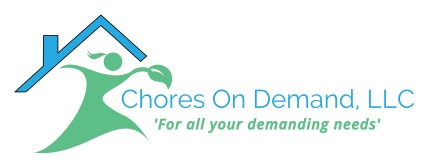 Chores On Demand, LLC
'For all your demanding needs'